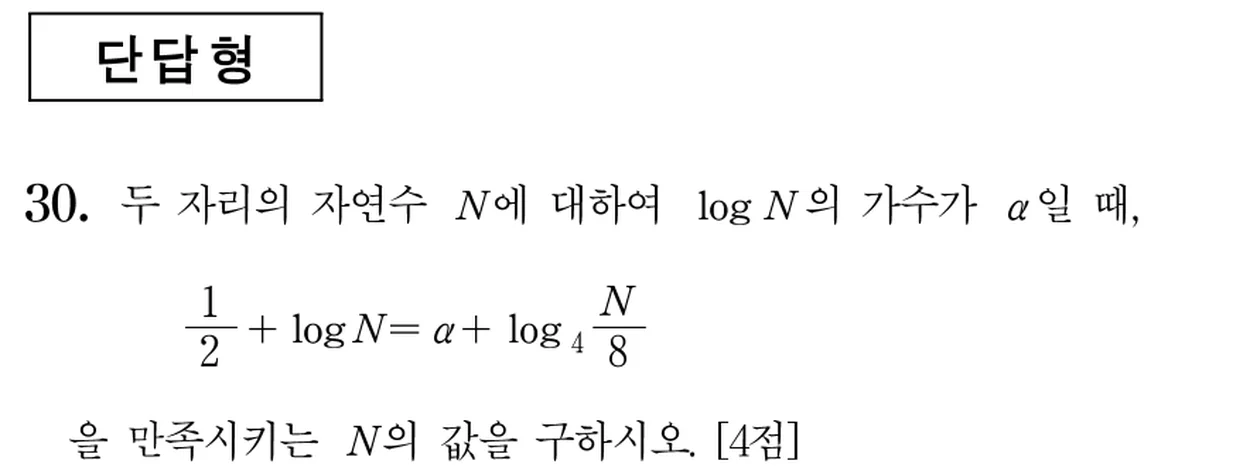 단답형
30. 두 자리의 자연수 N에 대하여 log N의 가수가 α일 때,
1/2 + log N = α + log₄ N/8
을 만족시키는 N의 값을 구하시오. [4점]